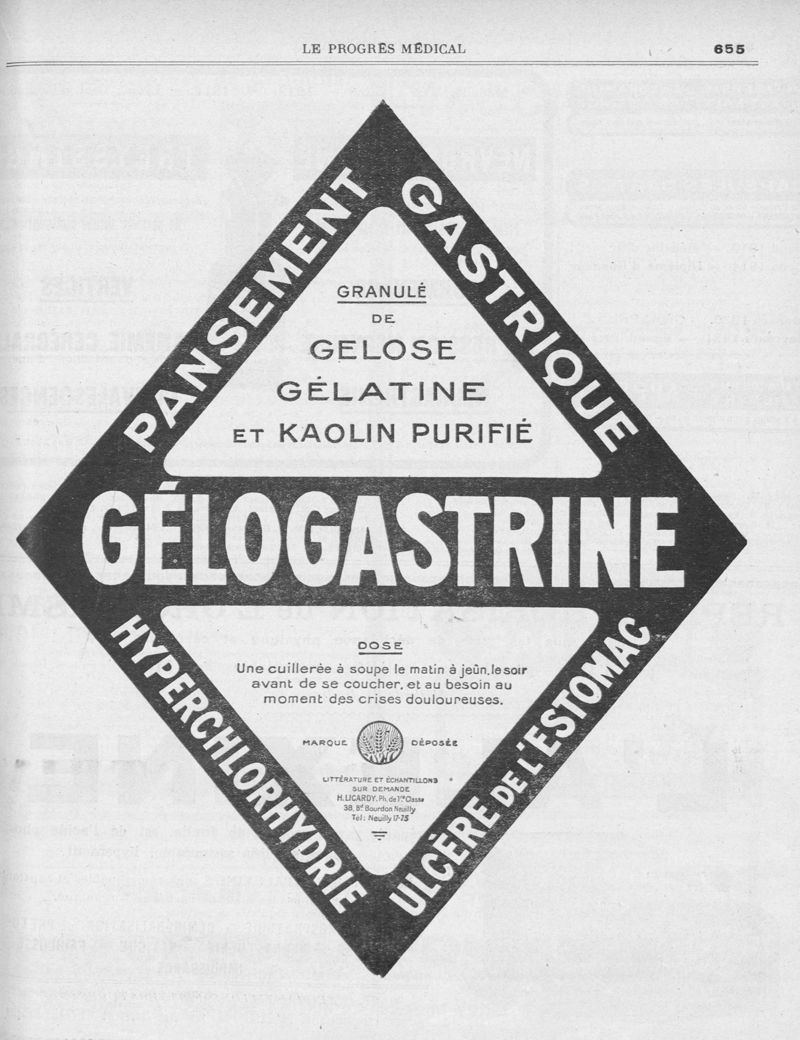 LE PROGRÈS MÉDICAL
655
PANSEMENT
GASTRIQUE
GRANULÉ
DE
GELOSE
GÉLATINE
ET KAOLIN PURIFIÉ
GÉLOGASTRINE
DOSE
Une cuillerée à soupe le matin à jeûn, le soir
avant de se coucher, et au besoin au
moment des crises douloureuses.
MARQUE DÉPOSÉE
LITTÉRATURE ET ÉCHANTILLONS
SUR DEMANDE
H. LICARDY, Ph. de 1re Classe
38, Bd Bourdon Neuilly
Tél: Neuilly 17-75
HYPERCHLORHYDRIE
ULCÈRE DE L'ESTOMAC